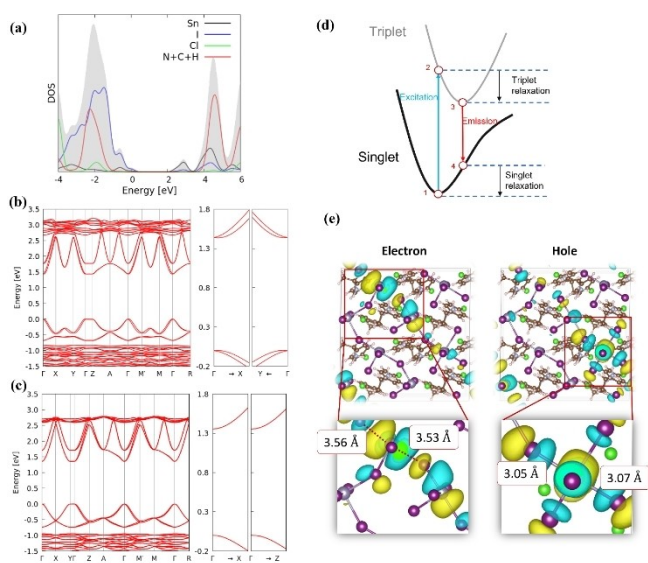 (a)
Sn
I
Cl
N+C+H
DOS
-4 -2 0 2 4 6
Energy [eV]
(b)
3.5
3.0
2.5
2.0
1.5
1.0
0.5
0.0
-0.5
-1.0
-1.5
Energy [eV]
Γ X Y Γ Z A Γ M' M Γ R
1.8
1.3
0.8
0.3
-0.2
Γ → X Y ← Γ
(c)
3.5
3.0
2.5
2.0
1.5
1.0
0.5
0.0
-0.5
-1.0
-1.5
Energy [eV]
Γ X YΓ Z A Γ M M Γ R
1.8
1.3
0.8
0.3
-0.2
Γ → X Γ → Z
(d)
Triplet
2
Excitation
3
Triplet
relaxation
Emission
Singlet
4
Singlet
relaxation
1
(e)
Electron
Hole
3.56 Å
3.53 Å
3.05 Å
3.07 Å